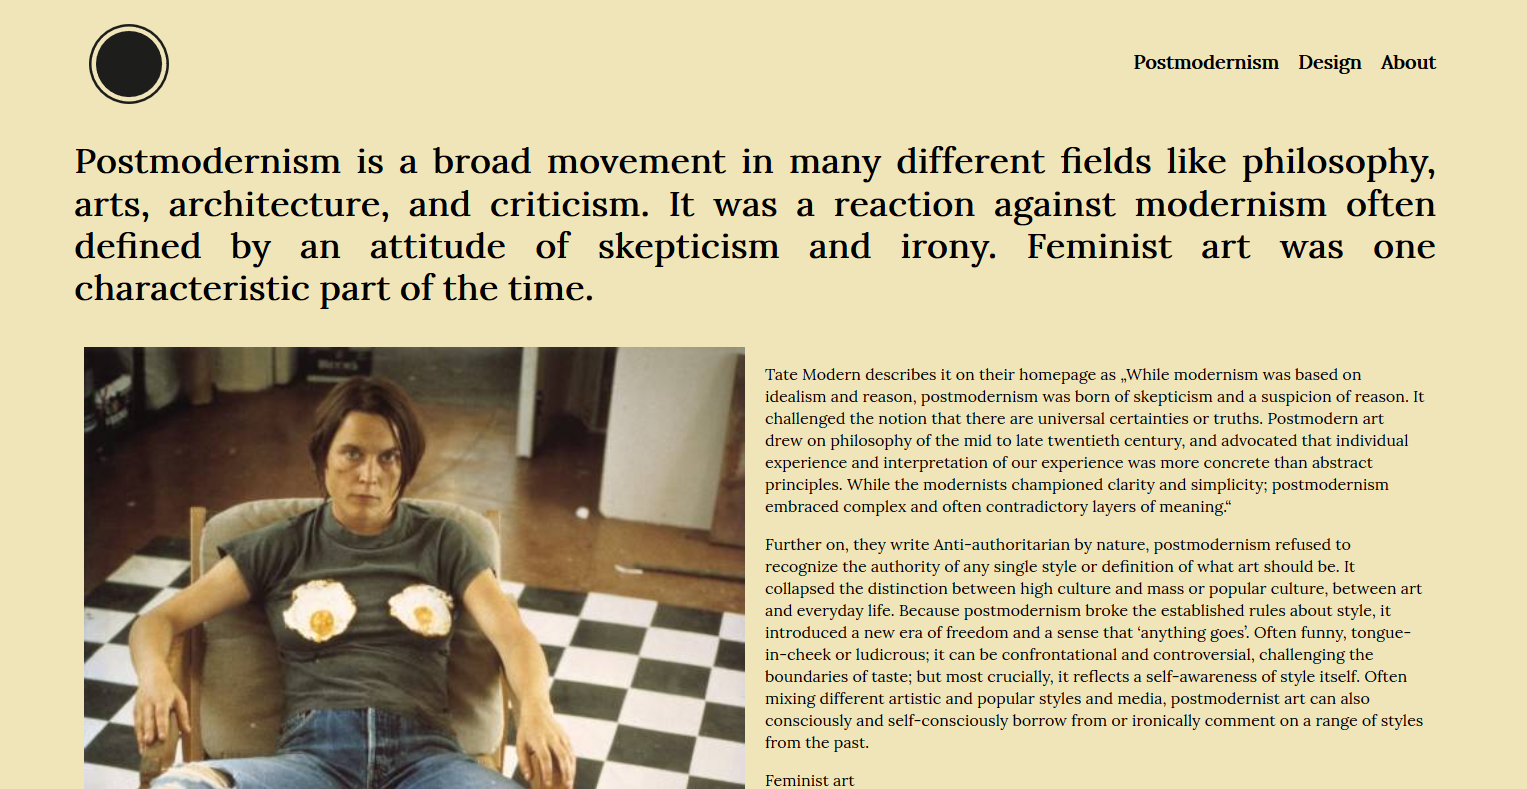 Postmodernism Design About
Postmodernism is a broad movement in many different fields like philosophy,
arts, architecture, and criticism. It was a reaction against modernism often
defined by an attitude of skepticism and irony. Feminist art was one
characteristic part of the time.
Tate Modern describes it on their homepage as „While modernism was based on
idealism and reason, postmodernism was born of skepticism and a suspicion of reason. It
challenged the notion that there are universal certainties or truths. Postmodern art
drew on philosophy of the mid to late twentieth century, and advocated that individual
experience and interpretation of our experience was more concrete than abstract
principles. While the modernists championed clarity and simplicity; postmodernism
embraced complex and often contradictory layers of meaning.“
Further on, they write Anti-authoritarian by nature, postmodernism refused to
recognize the authority of any single style or definition of what art should be. It
collapsed the distinction between high culture and mass or popular culture, between art
and everyday life. Because postmodernism broke the established rules about style, it
introduced a new era of freedom and a sense that ‘anything goes’. Often funny, tongue-
in-cheek or ludicrous; it can be confrontational and controversial, challenging the
boundaries of taste; but most crucially, it reflects a self-awareness of style itself. Often
mixing different artistic and popular styles and media, postmodernist art can also
consciously and self-consciously borrow from or ironically comment on a range of styles
from the past.
Feminist art